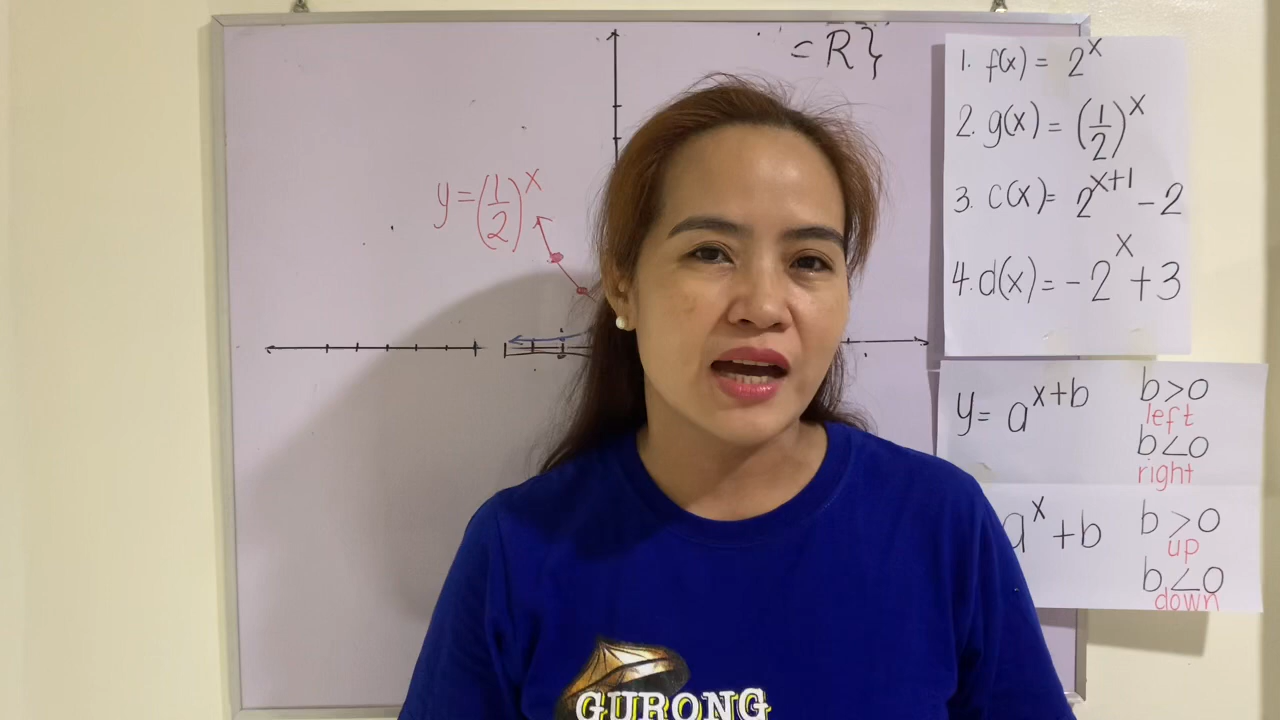 = R}
y = (1/2)^x
1. f(x) = 2^x
2. g(x) = (1/2)^x
3. c(x) = 2^{x+1} - 2
4. d(x) = -2^x + 3
y = a^{x+b}
b > 0
left
b < 0
right
a^x + b
b > 0
up
b < 0
down
GURONG